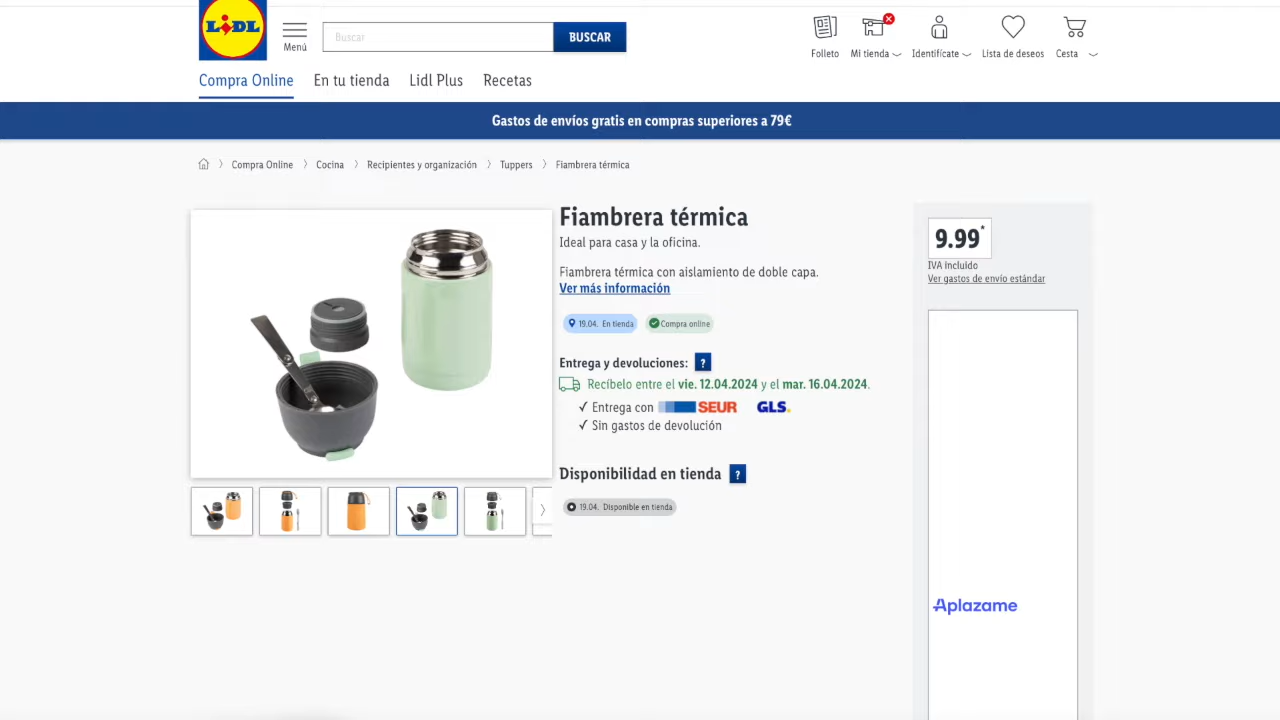 LIDL
Menú
Buscar
BUSCAR
Folleto
Mi tienda
Identifícate
Lista de deseos
Cesta
Compra Online
En tu tienda
Lidl Plus
Recetas
Gastos de envíos gratis en compras superiores a 79€
Compra Online
Cocina
Recipientes y organización
Tuppers
Fiambrera térmica
Fiambrera térmica
Ideal para casa y la oficina.
Fiambrera térmica con aislamiento de doble capa.
Ver más información
19.04. En tienda
Compra online
Entrega y devoluciones: ?
Recíbelo entre el vie. 12.04.2024 y el mar. 16.04.2024.
✓ Entrega con SEUR GLS.
✓ Sin gastos de devolución
Disponibilidad en tienda ?
19.04. Disponible en tienda
9.99*
IVA incluido
Ver gastos de envío estándar
Aplazame